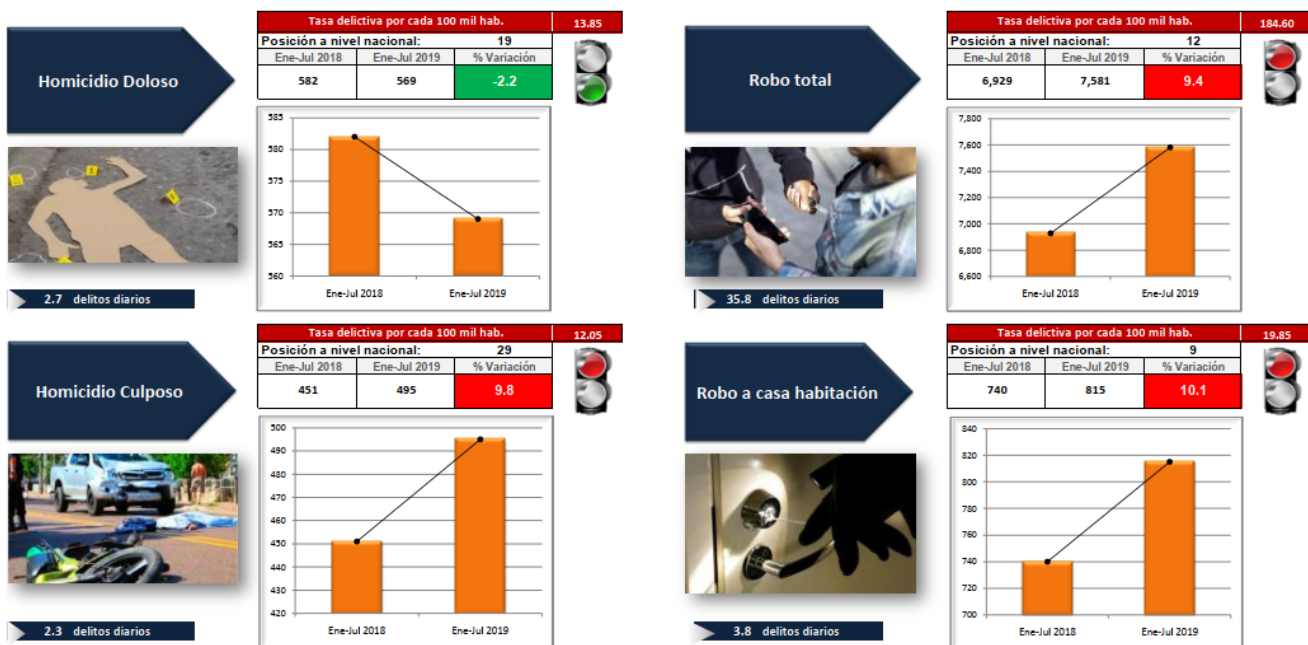 Homicidio Doloso
Tasa delictiva por cada 100 mil hab. 13.85
Posición a nivel nacional: 19
Ene-Jul 2018 Ene-Jul 2019 % Variación
582 569 -2.2
585
580
575
570
565
560
Ene-Jul 2018 Ene-Jul 2019
2.7 delitos diarios
Robo total
Tasa delictiva por cada 100 mil hab. 184.60
Posición a nivel nacional: 12
Ene-Jul 2018 Ene-Jul 2019 % Variación
6,929 7,581 9.4
7,800
7,600
7,400
7,200
7,000
6,800
6,600
Ene-Jul 2018 Ene-Jul 2019
35.8 delitos diarios
Homicidio Culposo
Tasa delictiva por cada 100 mil hab. 12.05
Posición a nivel nacional: 29
Ene-Jul 2018 Ene-Jul 2019 % Variación
451 495 9.8
500
490
480
470
460
450
440
430
420
Ene-Jul 2018 Ene-Jul 2019
2.3 delitos diarios
Robo a casa habitación
Tasa delictiva por cada 100 mil hab. 19.85
Posición a nivel nacional: 9
Ene-Jul 2018 Ene-Jul 2019 % Variación
740 815 10.1
840
820
800
780
760
740
720
700
Ene-Jul 2018 Ene-Jul 2019
3.8 delitos diarios